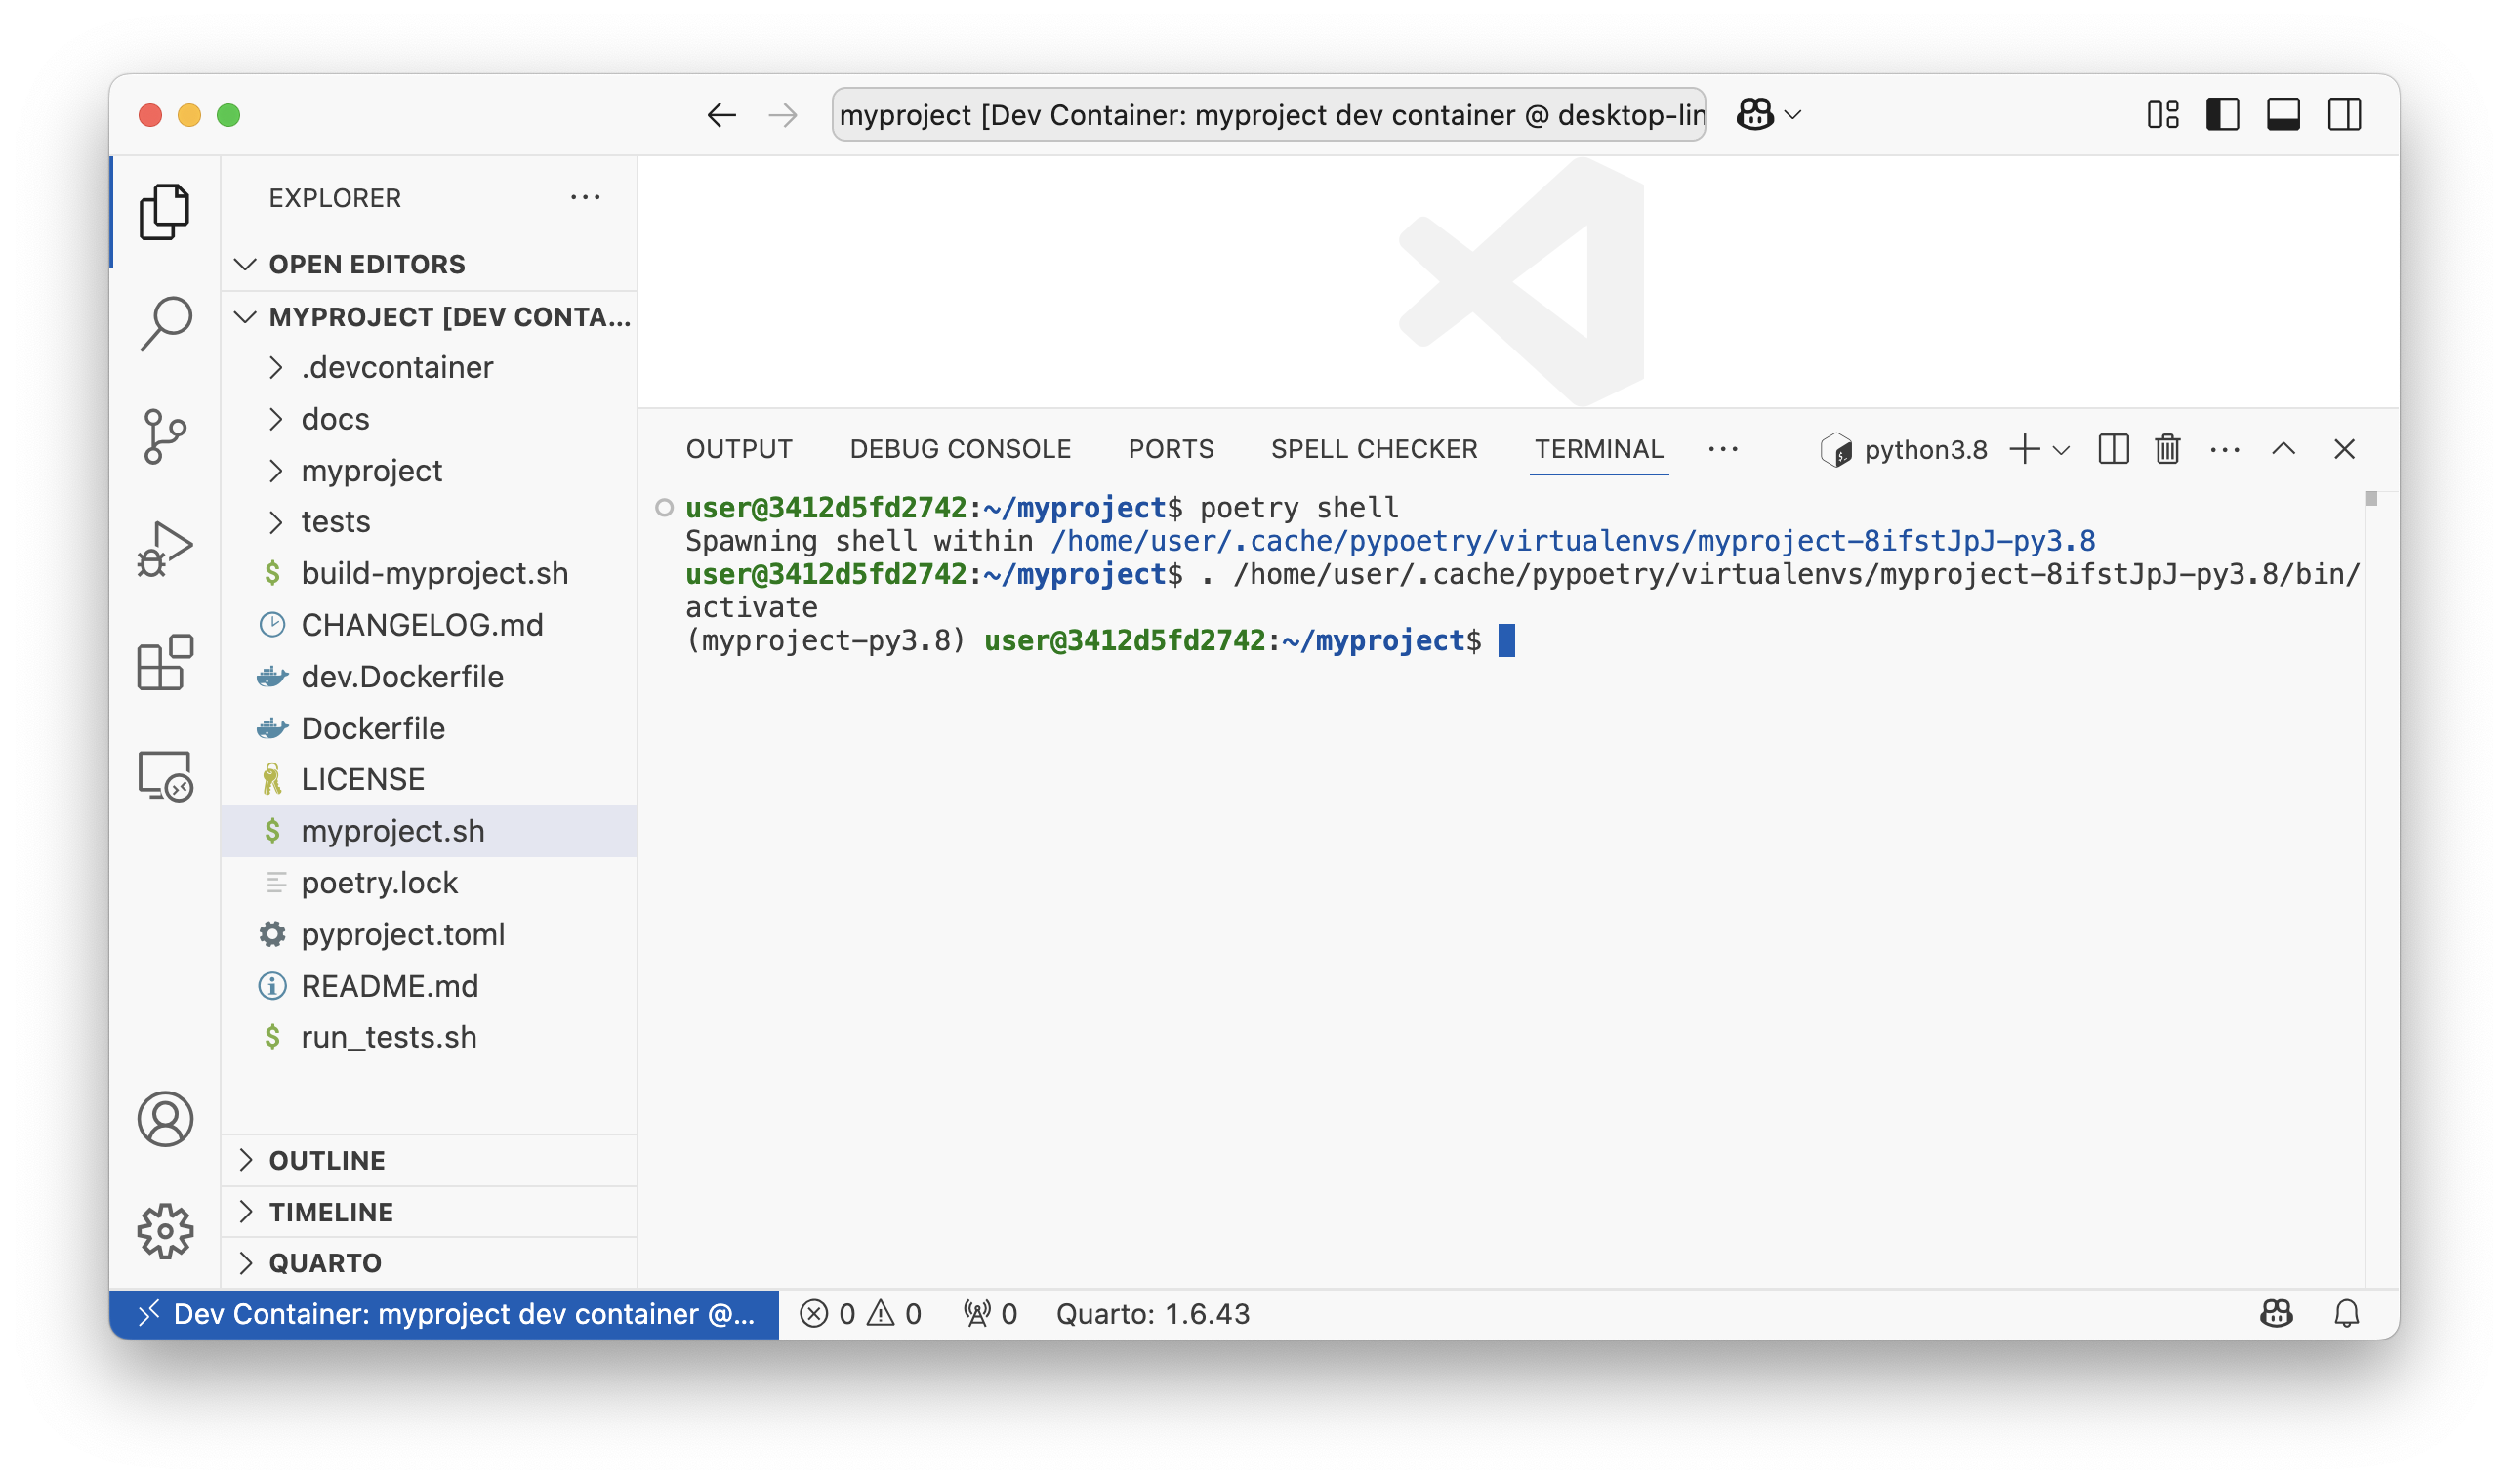 myproject [Dev Container: myproject dev container @ desktop-lin
EXPLORER
OPEN EDITORS
MYPROJECT [DEV CONTA...
.devcontainer
docs
myproject
tests
build-myproject.sh
CHANGELOG.md
dev.Dockerfile
Dockerfile
LICENSE
myproject.sh
poetry.lock
pyproject.toml
README.md
run_tests.sh
OUTLINE
TIMELINE
QUARTO
OUTPUT DEBUG CONSOLE PORTS SPELL CHECKER TERMINAL ... python3.8
user@3412d5fd2742:~/myproject$ poetry shell
Spawning shell within /home/user/.cache/pypoetry/virtualenvs/myproject-8ifstJpJ-py3.8
user@3412d5fd2742:~/myproject$ . /home/user/.cache/pypoetry/virtualenvs/myproject-8ifstJpJ-py3.8/bin/
activate
(myproject-py3.8) user@3412d5fd2742:~/myproject$
Dev Container: myproject dev container @... 0 0 0 Quarto: 1.6.43